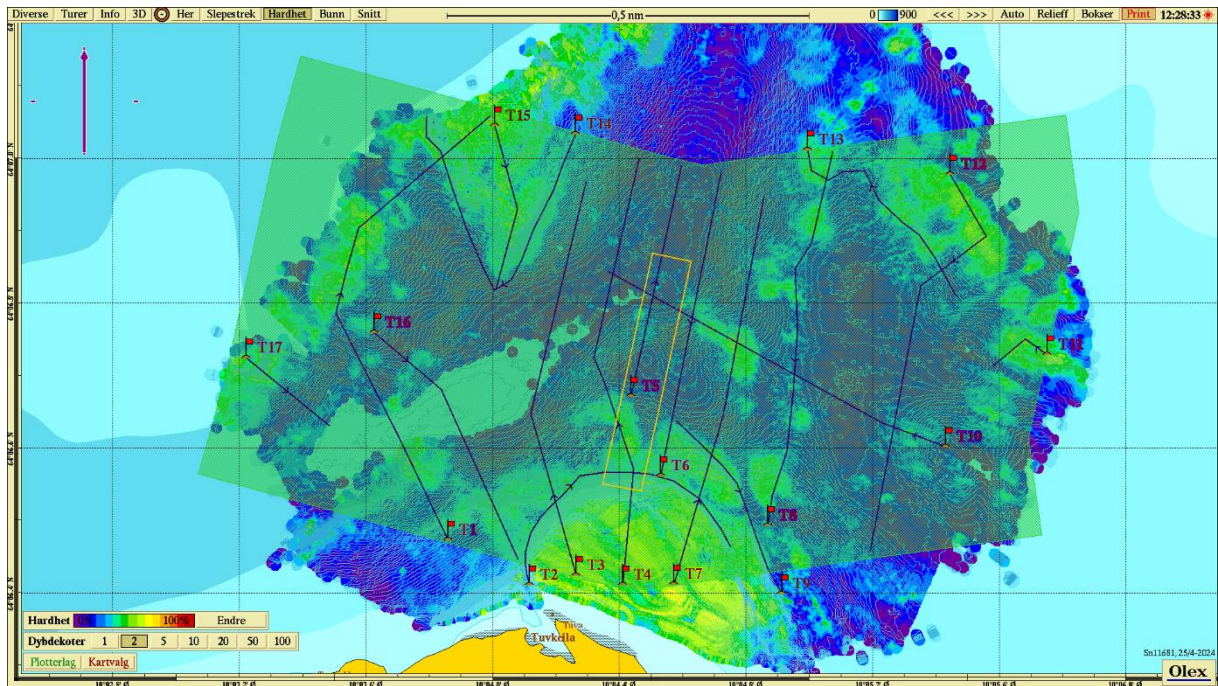 Diverse Turer Info 3D Her Slepestrek Hardhet Bunn Snitt 0,5 nm 0 900 <<< >>> Auto Relieff Bokser Print 12:28:33
T15
T14
T13
T12
T16
T17
T11
T5
T10
T6
T8
T1
T2
T3
T4
T7
T9
Hardhet 0% 100% Endre
Dybdekoter 1 2 5 10 20 50 100
Plotterlag Kartvalg
Tuva
Tuvkeila
Sn11681, 25/4-2024
Olex